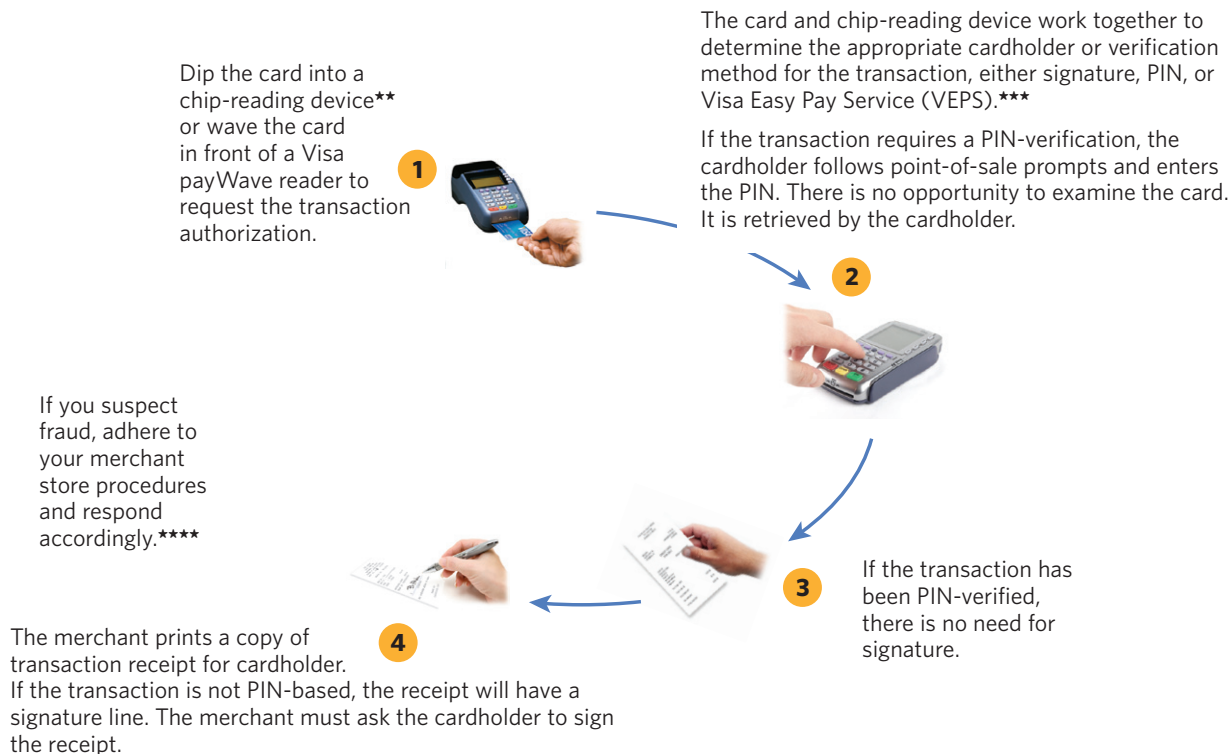 Dip the card into a
chip-reading device★★
or wave the card
in front of a Visa
payWave reader to
request the transaction
authorization.
1
The card and chip-reading device work together to
determine the appropriate cardholder or verification
method for the transaction, either signature, PIN, or
Visa Easy Pay Service (VEPS).★★★
If the transaction requires a PIN-verification, the
cardholder follows point-of-sale prompts and enters
the PIN. There is no opportunity to examine the card.
It is retrieved by the cardholder.
2
3
If the transaction has
been PIN-verified,
there is no need for
signature.
If you suspect
fraud, adhere to
your merchant
store procedures
and respond
accordingly.★★★★
4
The merchant prints a copy of
transaction receipt for cardholder.
If the transaction is not PIN-based, the receipt will have a
signature line. The merchant must ask the cardholder to sign
the receipt.